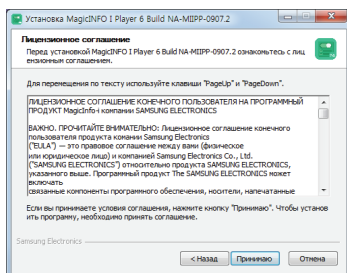 Установка MagicINFO I Player 6 Build NA-MIIPP-0907.2
Лицензионное соглашение
Перед установкой MagicINFO I Player 6 Build NA-MIIPP-0907.2 ознакомьтесь с лиц
ензионным соглашением.
Для перемещения по тексту используйте клавиши "PageUp" и "PageDown".
ЛИЦЕНЗИОННОЕ СОГЛАШЕНИЕ КОНЕЧНОГО ПОЛЬЗОВАТЕЛЯ НА ПРОГРАММНЫЙ
ПРОДУКТ MagicInfo-i компании SAMSUNG ELECTRONICS
ВАЖНО. ПРОЧИТАЙТЕ ВНИМАТЕЛЬНО: Лицензионное соглашение конечного
пользователя продукта комании Samsung Electronics
("EULA") — это правовое соглашение между вами (физическое
или юридическое лицо) и компанией Samsung Electronics Co., Ltd.
("SAMSUNG ELECTRONICS") относительно продукта SAMSUNG ELECTRONICS,
указанного выше. Программный продукт The SAMSUNG ELECTRONICS может
включать
связанные компоненты программного обеспечения, носители, напечатанные
Если вы принимаете условия соглашения, нажмите кнопку "Принимаю". Чтобы установ
ить программу, необходимо принять соглашение.
Samsung Electronics
< Назад Принимаю Отмена